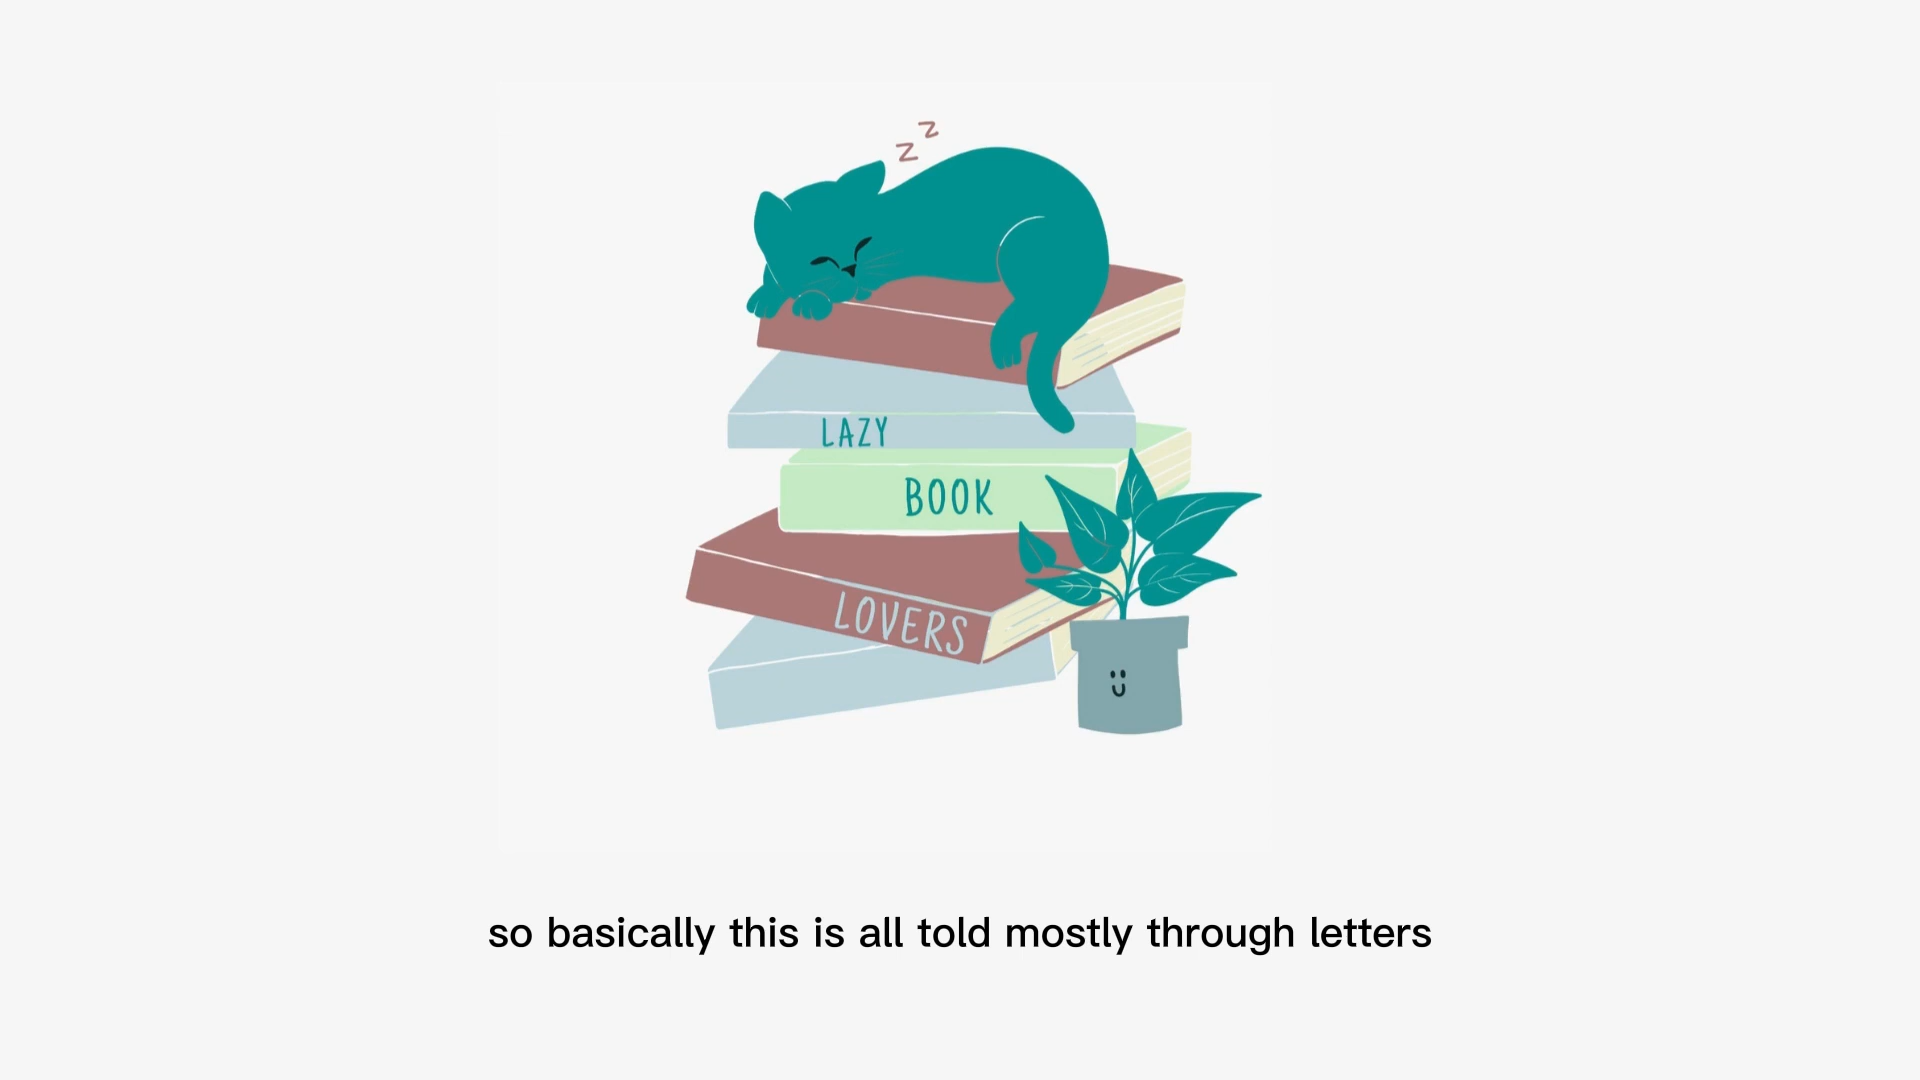 z
z
LAZY
BOOK
LOVERS
so basically this is all told mostly through letters